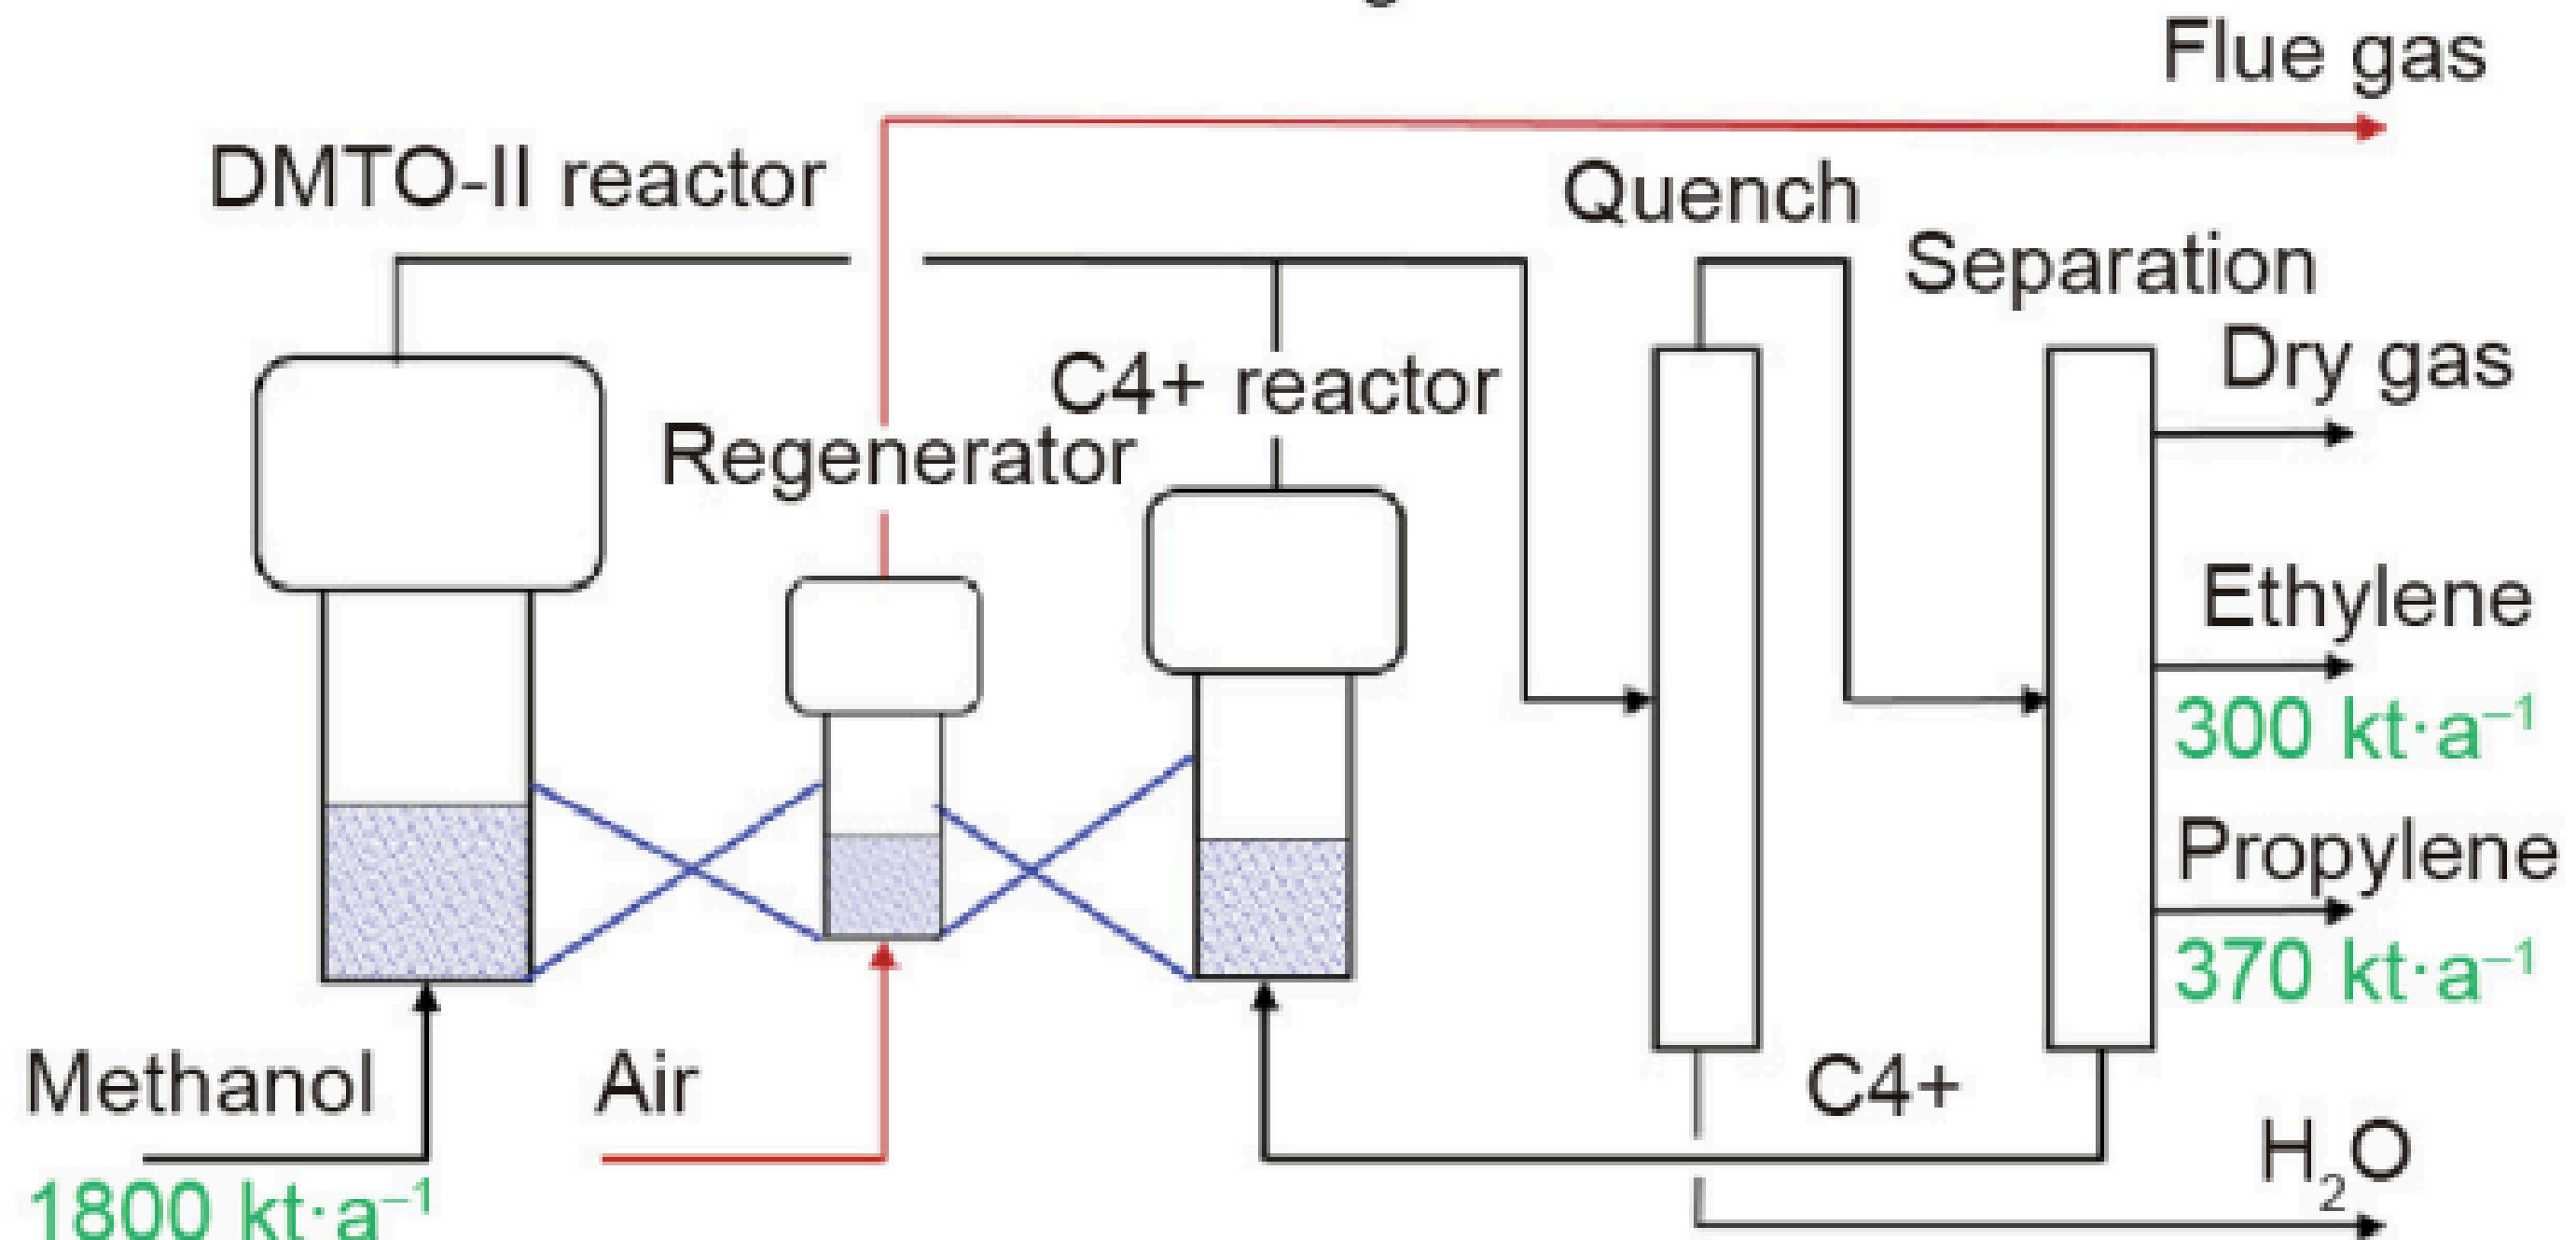 Flue gas
DMTO-II reactor
Quench
Separation
Dry gas
C4+ reactor
Regenerator
Ethylene
300 kt·a⁻¹
Propylene
370 kt·a⁻¹
Methanol
Air
C4+
H₂O
1800 kt·a⁻¹